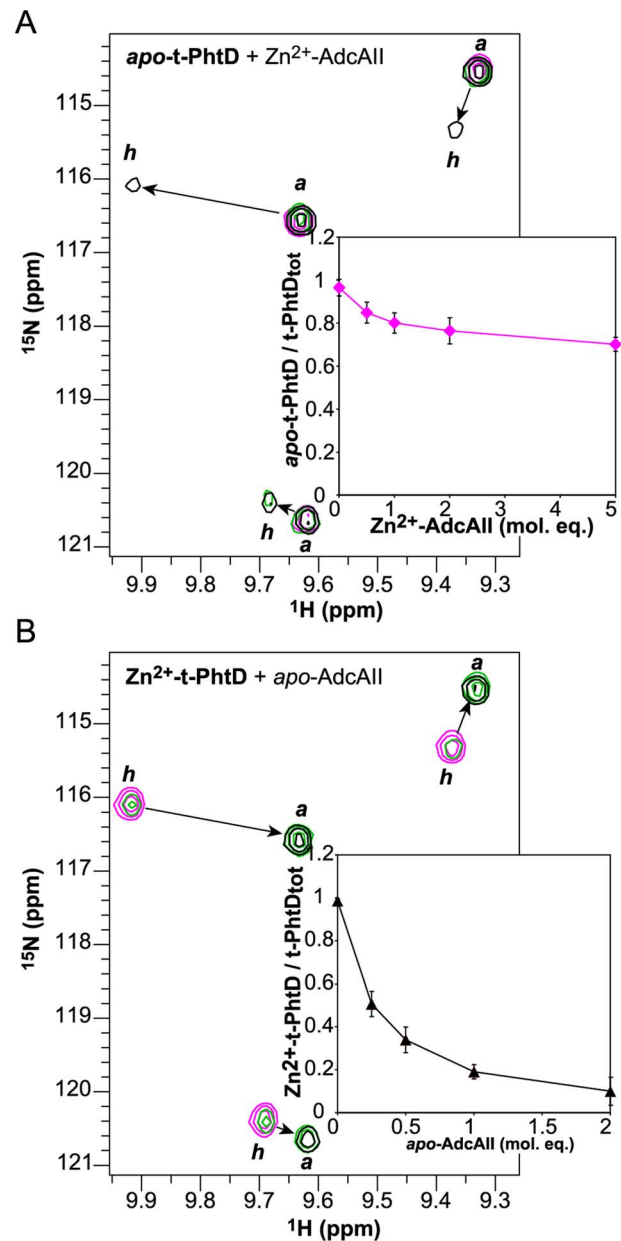 A
apo-t-PhtD + Zn2+-AdcAII
a
h
h
a
h
a
115
116
117
118
119
120
121
15N (ppm)
9.9 9.8 9.7 9.6 9.5 9.4 9.3
1H (ppm)
1.2
1
0.8
0.6
0.4
0.2
0
apo-t-PhtD / t-PhtDtot
0 1 2 3 4 5
Zn2+-AdcAII (mol. eq.)
B
Zn2+-t-PhtD + apo-AdcAII
a
h
h
a
h
a
115
116
117
118
119
120
121
15N (ppm)
9.9 9.8 9.7 9.6 9.5 9.4 9.3
1H (ppm)
1.2
1
0.8
0.6
0.4
0.2
0
Zn2+-t-PhtD / t-PhtDtot
0 0.5 1 1.5 2
apo-AdcAII (mol. eq.)